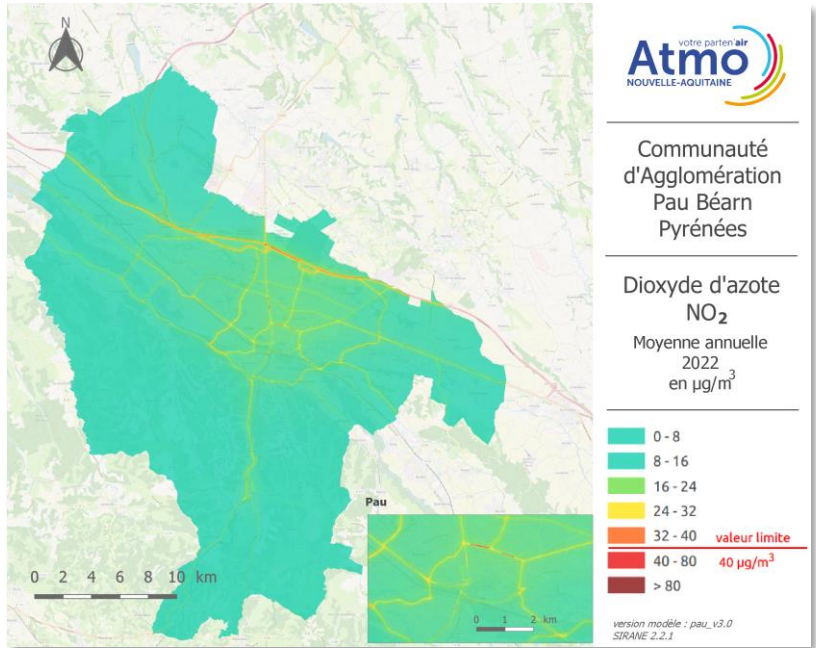 N
votre parten'air
Atmo
NOUVELLE-AQUITAINE
Communauté
d'Agglomération
Pau Béarn
Pyrénées
Dioxyde d'azote
NO₂
Moyenne annuelle
2022
en µg/m³
0 - 8
8 - 16
16 - 24
24 - 32
32 - 40 valeur limite
40 - 80 40 µg/m³
> 80
version modèle : pau_v3.0
SIRANE 2.2.1
Pau
0 2 4 6 8 10 km
0 1 2 km